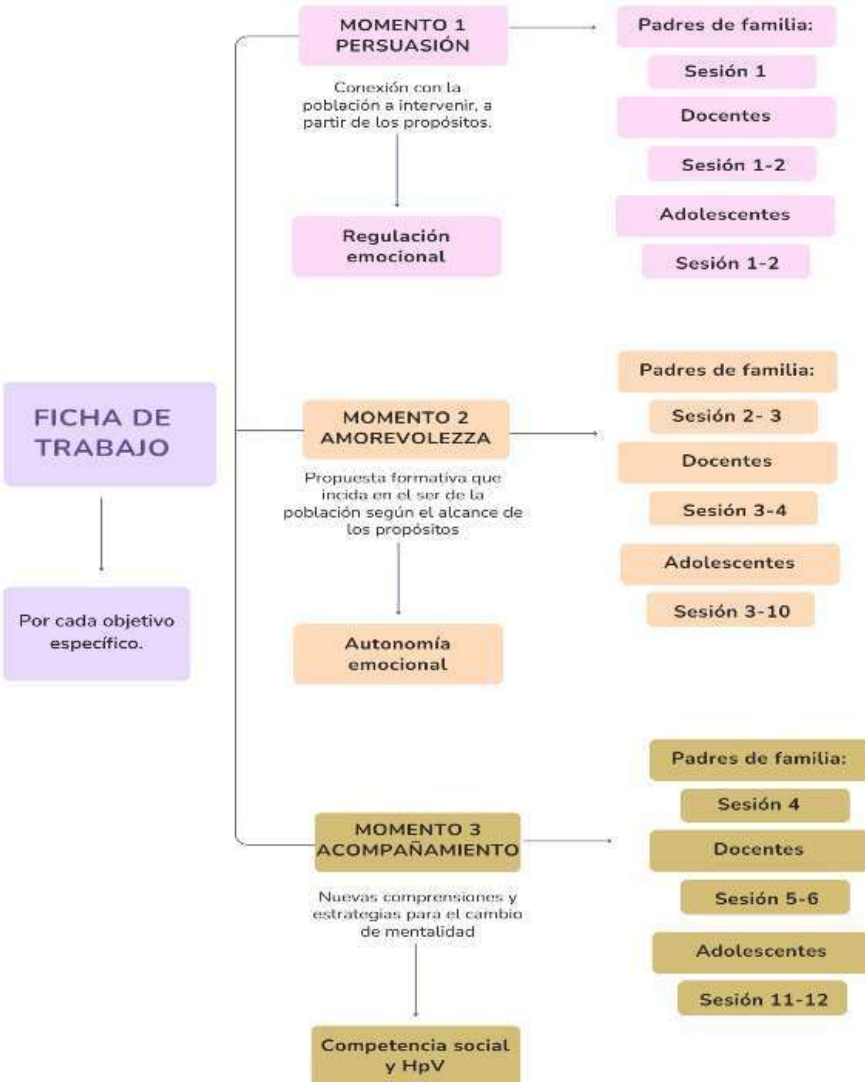 MOMENTO 1
PERSUASIÓN
Conexión con la
población a intervenir, a
partir de los propósitos.
Regulación
emocional
Padres de familia:
Sesión 1
Docentes
Sesión 1-2
Adolescentes
Sesión 1-2
FICHA DE
TRABAJO
Por cada objetivo
específico.
MOMENTO 2
AMOREVOLEZZA
Propuesta formativa que
incida en el ser de la
población según el alcance de
los propósitos
Autonomía
emocional
Padres de familia:
Sesión 2- 3
Docentes
Sesión 3-4
Adolescentes
Sesión 3-10
MOMENTO 3
ACOMPAÑAMIENTO
Nuevas comprensiones y
estrategias para el cambio
de mentalidad
Competencia social
y HpV
Padres de familia:
Sesión 4
Docentes
Sesión 5-6
Adolescentes
Sesión 11-12